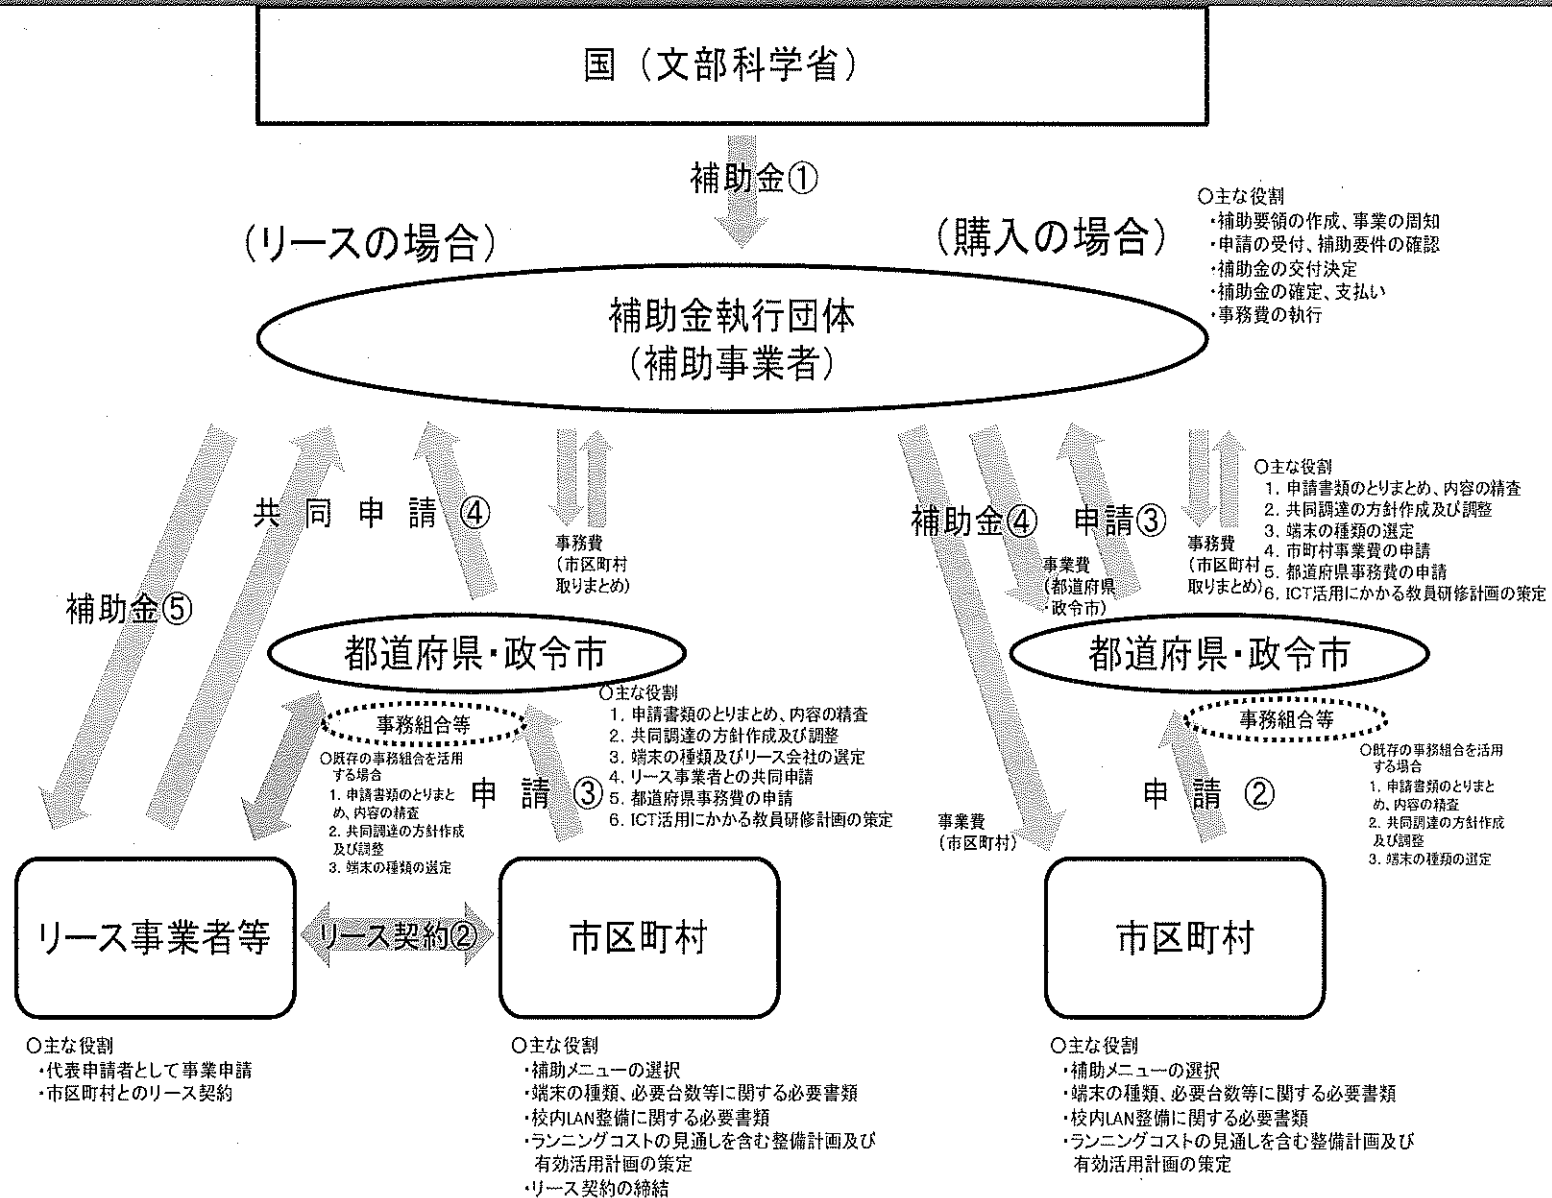 国（文部科学省）
補助金①
（リースの場合）
（購入の場合）
○主な役割
・補助要領の作成、事業の周知
・申請の受付、補助要件の確認
・補助金の交付決定
・補助金の確定、支払い
・事務費の執行
補助金執行団体
（補助事業者）
共同申請④
補助金⑤
事務費
（市区町村
取りまとめ）
補助金④
申請③
事業費
（都道府県
・政令市）
事務費
（市区町村
取りまとめ）
○主な役割
1. 申請書類のとりまとめ、内容の精査
2. 共同調達の方針作成及び調整
3. 端末の種類の選定
4. 市町村事業費の申請
5. 都道府県事務費の申請
6. ICT活用にかかる教員研修計画の策定
都道府県・政令市
事務組合等
○既存の事務組合を活用
する場合
1. 申請書類のとりまと
め、内容の精査
2. 共同調達の方針作成
及び調整
3. 端末の種類の選定
申請③
○主な役割
1. 申請書類のとりまとめ、内容の精査
2. 共同調達の方針作成及び調整
3. 端末の種類及びリース会社の選定
4. リース事業者との共同申請
5. 都道府県事務費の申請
6. ICT活用にかかる教員研修計画の策定
都道府県・政令市
事務組合等
○既存の事務組合を活用
する場合
1. 申請書類のとりまと
め、内容の精査
2. 共同調達の方針作成
及び調整
3. 端末の種類の選定
申請②
事業費
（市区町村）
リース事業者等
リース契約②
市区町村
市区町村
○主な役割
・代表申請者として事業申請
・市区町村とのリース契約
○主な役割
・補助メニューの選択
・端末の種類、必要台数等に関する必要書類
・校内LAN整備に関する必要書類
・ランニングコストの見通しを含む整備計画及び
有効活用計画の策定
・リース契約の締結
○主な役割
・補助メニューの選択
・端末の種類、必要台数等に関する必要書類
・校内LAN整備に関する必要書類
・ランニングコストの見通しを含む整備計画及び
有効活用計画の策定